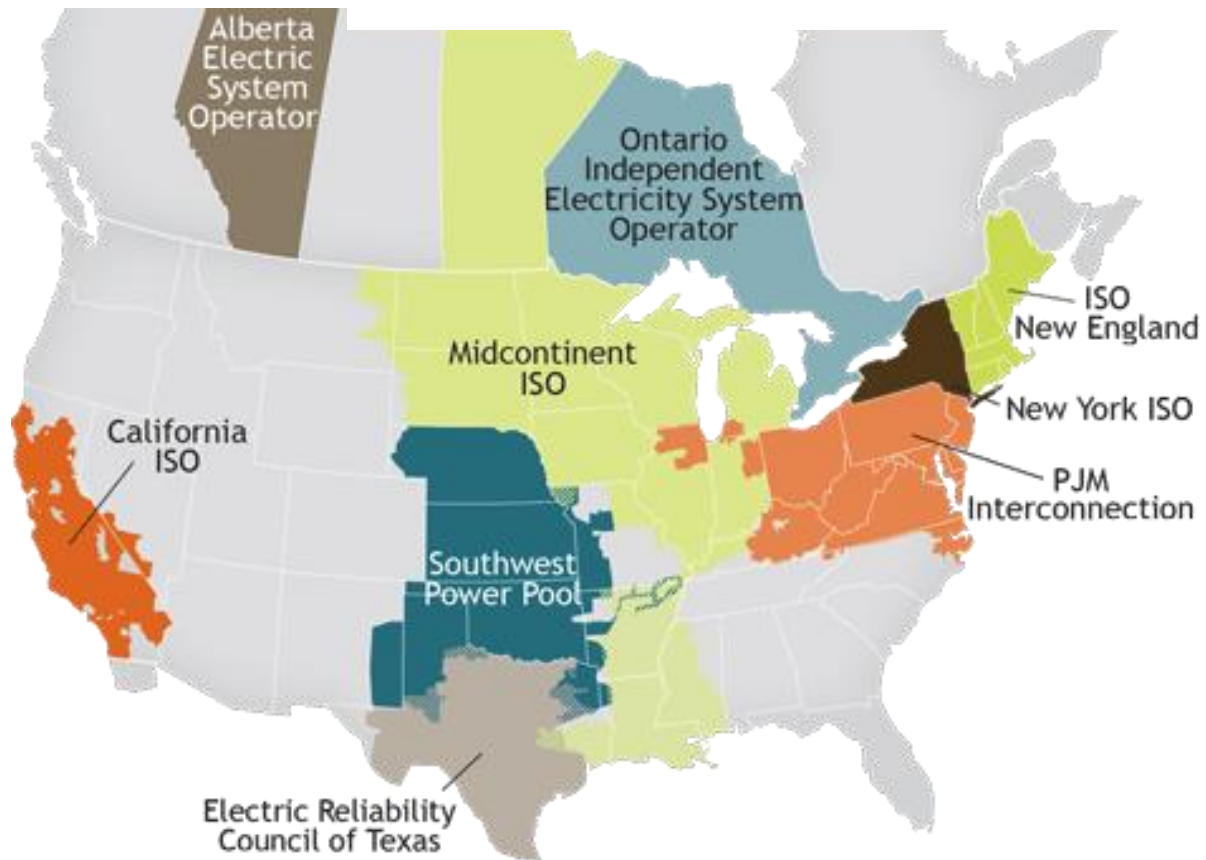 Alberta
Electric
System
Operator
Ontario
Independent
Electricity System
Operator
ISO
New England
Midcontinent
ISO
New York ISO
California
ISO
PJM
Interconnection
Southwest
Power Pool
Electric Reliability
Council of Texas